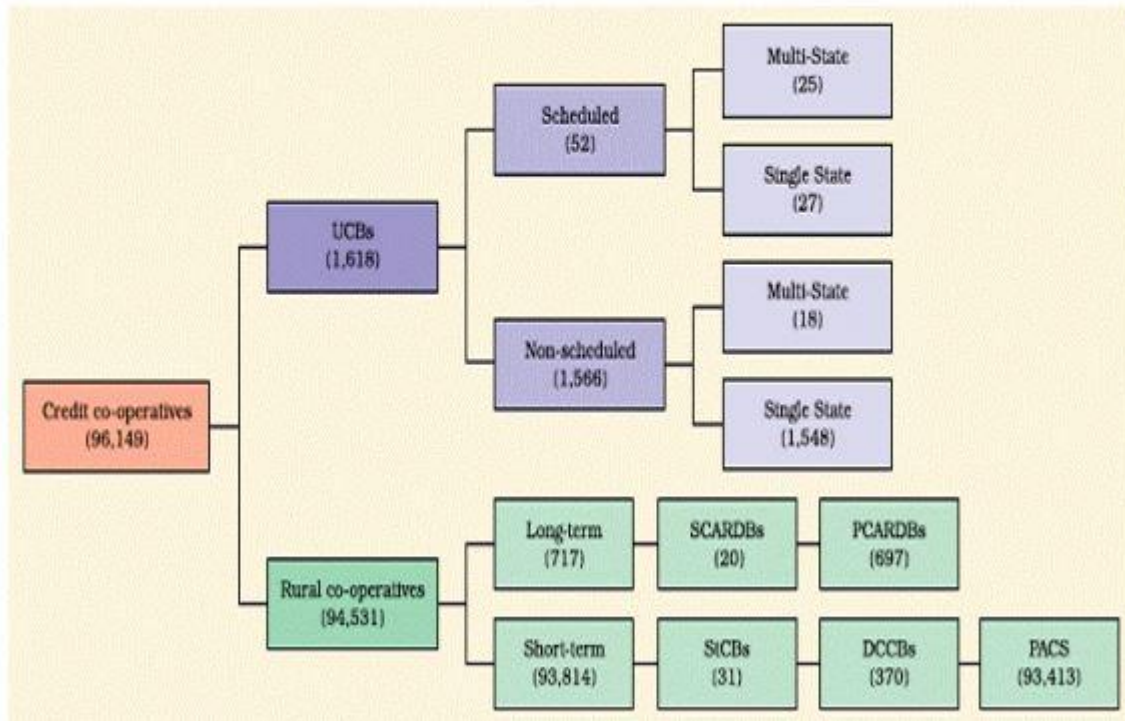 Multi-State
(25)
Scheduled
(52)
Single State
(27)
UCBs
(1,618)
Multi-State
(18)
Non-scheduled
(1,566)
Single State
(1,548)
Credit co-operatives
(96,149)
Long-term
(717)
SCARDBs
(20)
PCARDBs
(697)
Rural co-operatives
(94,531)
Short-term
(93,814)
StCBs
(31)
DCCBs
(370)
PACS
(93,413)